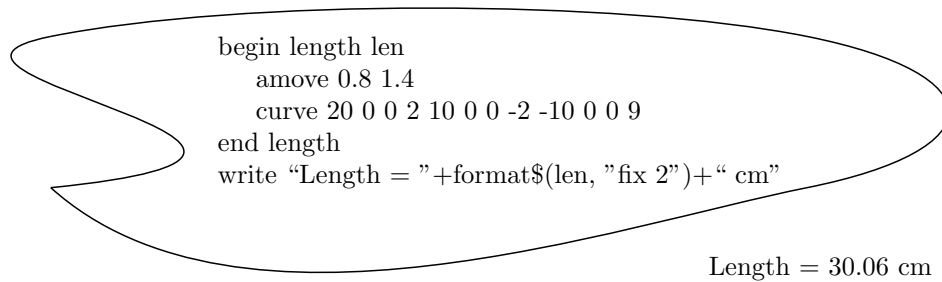 begin length len
amove 0.8 1.4
curve 20 0 0 2 10 0 0 -2 -10 0 0 9
end length
write “Length = ”+format$(len, ”fix 2”)+“ cm”
Length = 30.06 cm